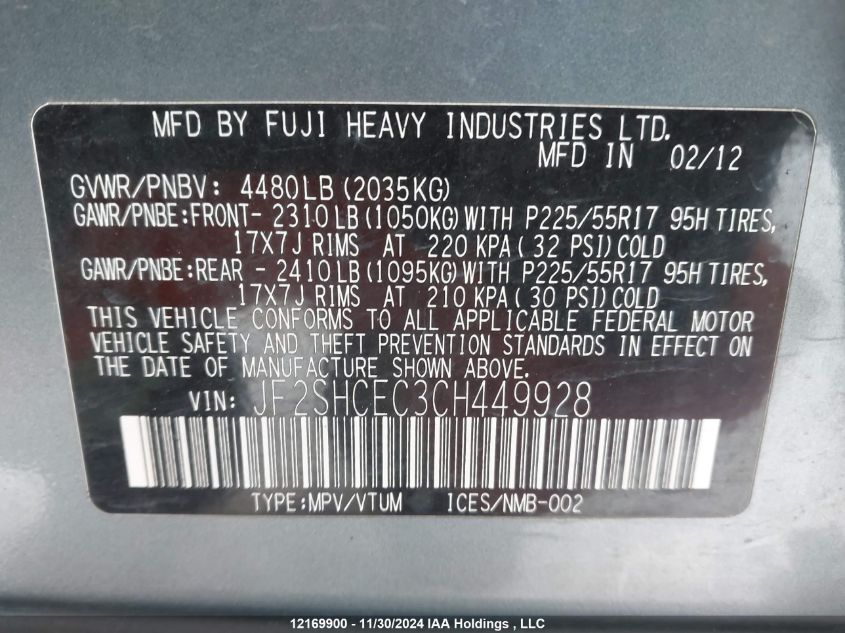 MFD BY FUJI HEAVY INDUSTRIES LTD.
MFD IN 02/12
GVWR/PNBV: 4480LB(2035KG)
GAWR/PNBE:FRONT- 2310LB(1050KG)WITH P225/55R17 95H TIRES,
17X7J RIMS AT 220 KPA( 32 PSI)COLD
GAWR/PNBE:REAR - 2410LB(1095KG)WITH P225/55R17 95H TIRES,
17X7J RIMS AT 210 KPA( 30 PSI)COLD
THIS VEHICLE CONFORMS TO ALL APPLICABLE FEDERAL MOTOR
VEHICLE SAFETY AND THEFT PREVENTION STANDARDS IN EFFECT ON
THE DATE OF MANUFACTURE SHOWN ABOVE.
VIN: JF2SHCEC3CH449928
TYPE:MPV/VTUM ICES/NMB-002
12169900 - 11/30/2024 IAA Holdings , LLC